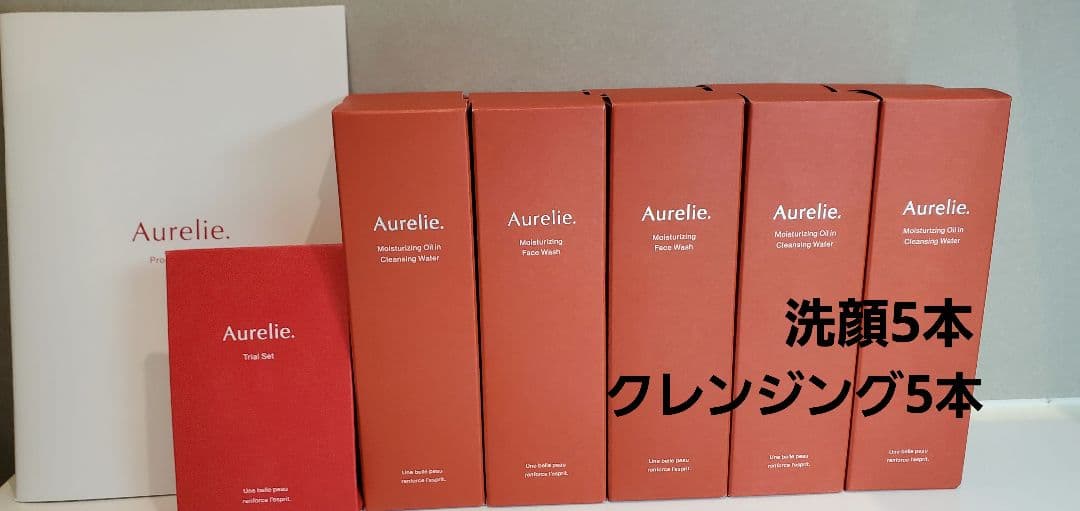 Aurelie.
Aurelie.
Trial Set
Une belle peau
renforce l'esprit.
Aurelie.
Moisturizing Oil in
Cleansing Water
Une belle peau
renforce l'esprit.
Aurelie.
Moisturizing
Face Wash
Une belle peau
renforce l'esprit.
Aurelie.
Moisturizing
Face Wash
Une belle peau
renforce l'esprit.
Aurelie.
Moisturizing Oil in
Cleansing Water
Une belle peau
renforce l'esprit.
Aurelie.
Moisturizing Oil in
Cleansing Water
Une belle peau
renforce l'esprit.
洗顔5本
クレンジング5本